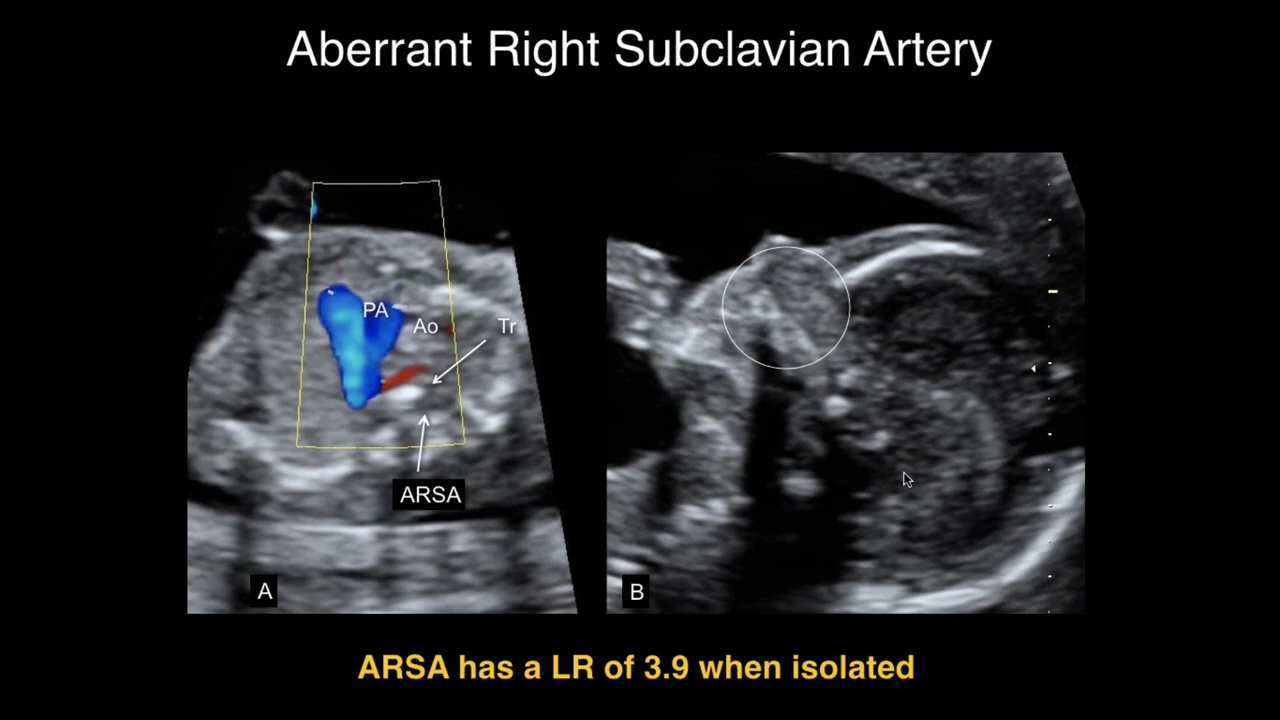 Aberrant Right Subclavian Artery
PA
Ao
Tr
ARSA
A
B
ARSA has a LR of 3.9 when isolated